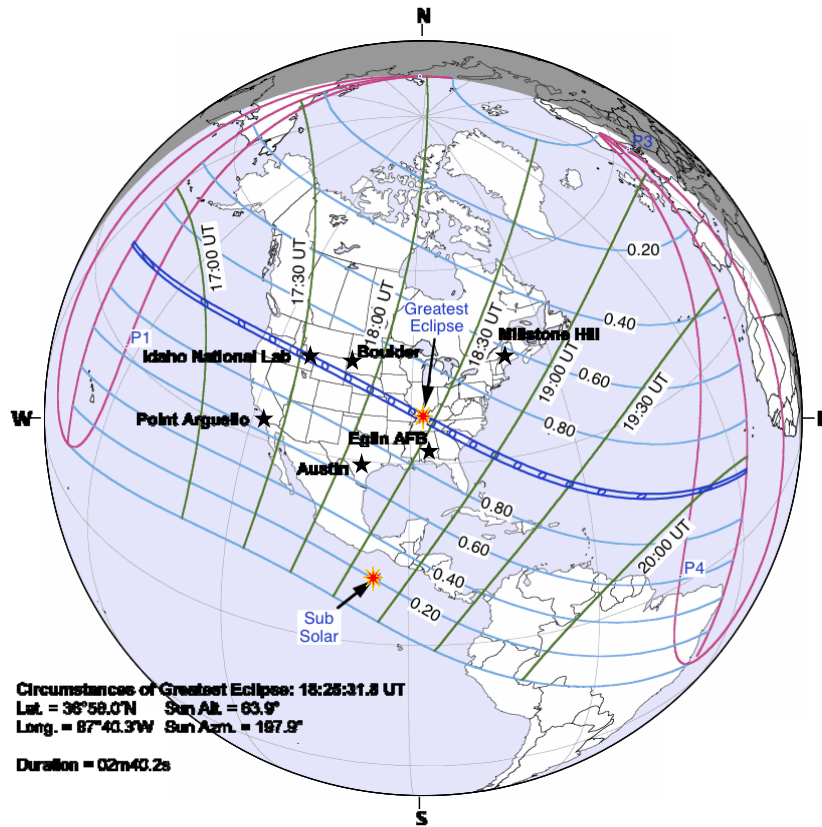 N
P3
0.20
17:00 UT
17:30 UT
18:00 UT
Greatest
Eclipse
18:30 UT
0.40
P1
Idaho National Lab
Boulder
Millstone Hill
19:00 UT
0.60
19:30 UT
W
Point Arguello
0.80
Eglin AFB
Austin
0.80
0.60
20:00 UT
0.40
P4
0.20
Sub
Solar
Circumstances of Greatest Eclipse: 18:25:31.8 UT
Lat. = 36°58.0'N Sun Alt. = 63.9°
Long. = 87°40.3'W Sun Azm. = 197.9°
Duration = 02m40.2s
S